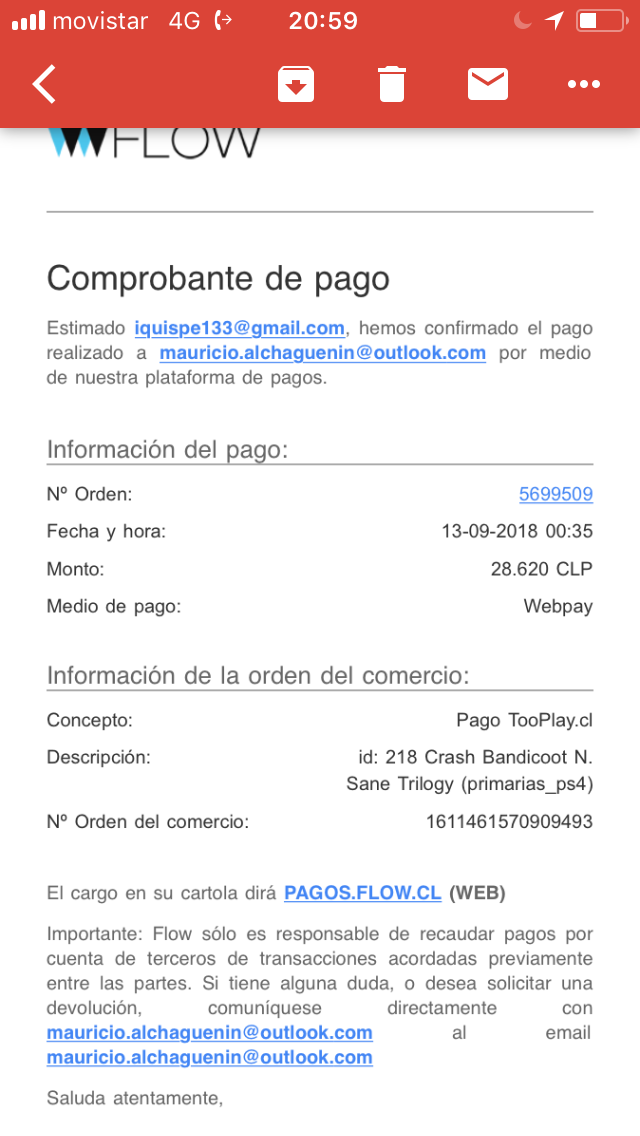 movistar 4G 20:59
FLOW
Comprobante de pago
Estimado iquispe133@gmail.com, hemos confirmado el pago
realizado a mauricio.alchaguenin@outlook.com por medio
de nuestra plataforma de pagos.
Información del pago:
Nº Orden: 5699509
Fecha y hora: 13-09-2018 00:35
Monto: 28.620 CLP
Medio de pago: Webpay
Información de la orden del comercio:
Concepto: Pago TooPlay.cl
Descripción: id: 218 Crash Bandicoot N.
Sane Trilogy (primarias_ps4)
Nº Orden del comercio: 1611461570909493
El cargo en su cartola dirá PAGOS.FLOW.CL (WEB)
Importante: Flow sólo es responsable de recaudar pagos por
cuenta de terceros de transacciones acordadas previamente
entre las partes. Si tiene alguna duda, o desea solicitar una
devolución, comuníquese directamente con
mauricio.alchaguenin@outlook.com al email
mauricio.alchaguenin@outlook.com
Saluda atentamente,